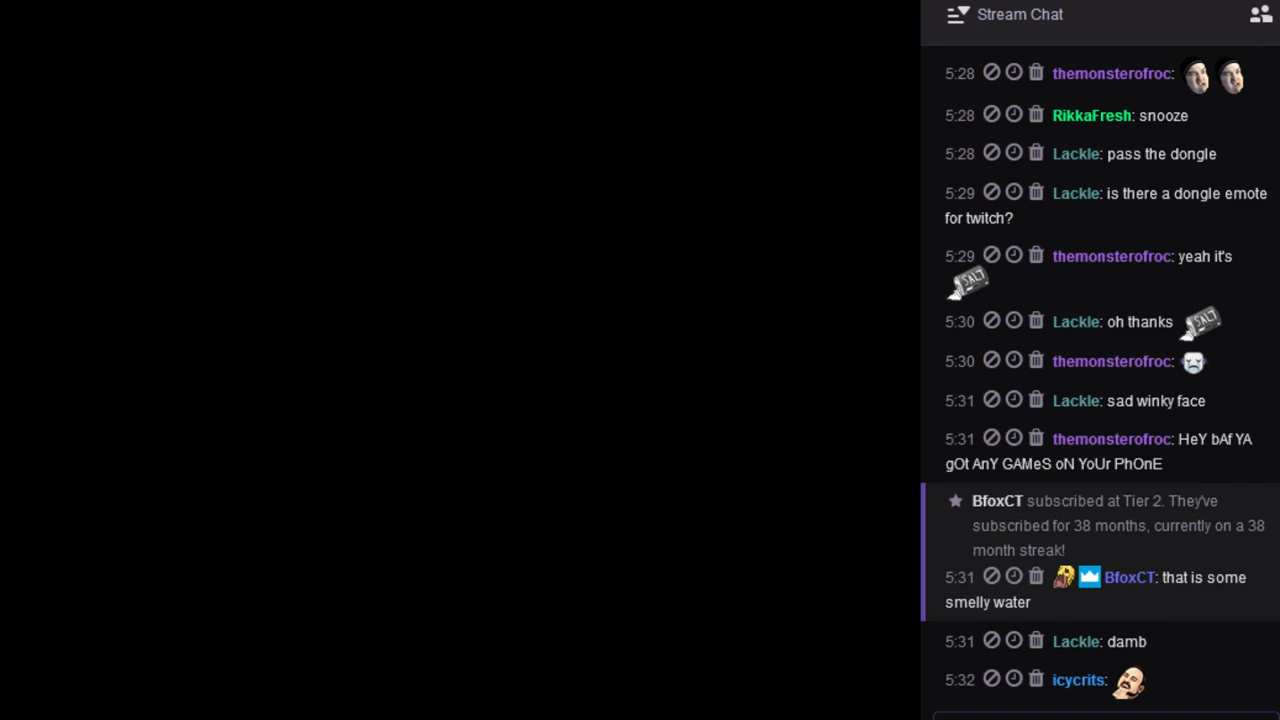 Stream Chat
5:28 themonsterofroc:
5:28 RikkaFresh: snooze
5:28 Lackle: pass the dongle
5:29 Lackle: is there a dongle emote
for twitch?
5:29 themonsterofroc: yeah it's
SALT
5:30 Lackle: oh thanks SALT
5:30 themonsterofroc:
5:31 Lackle: sad winky face
5:31 themonsterofroc: HeY bAf YA
gOt AnY GAMeS oN YoUr PhOnE
BfoxCT subscribed at Tier 2. They've
subscribed for 38 months, currently on a 38
month streak!
5:31 BfoxCT: that is some
smelly water
5:31 Lackle: damb
5:32 icycrits: